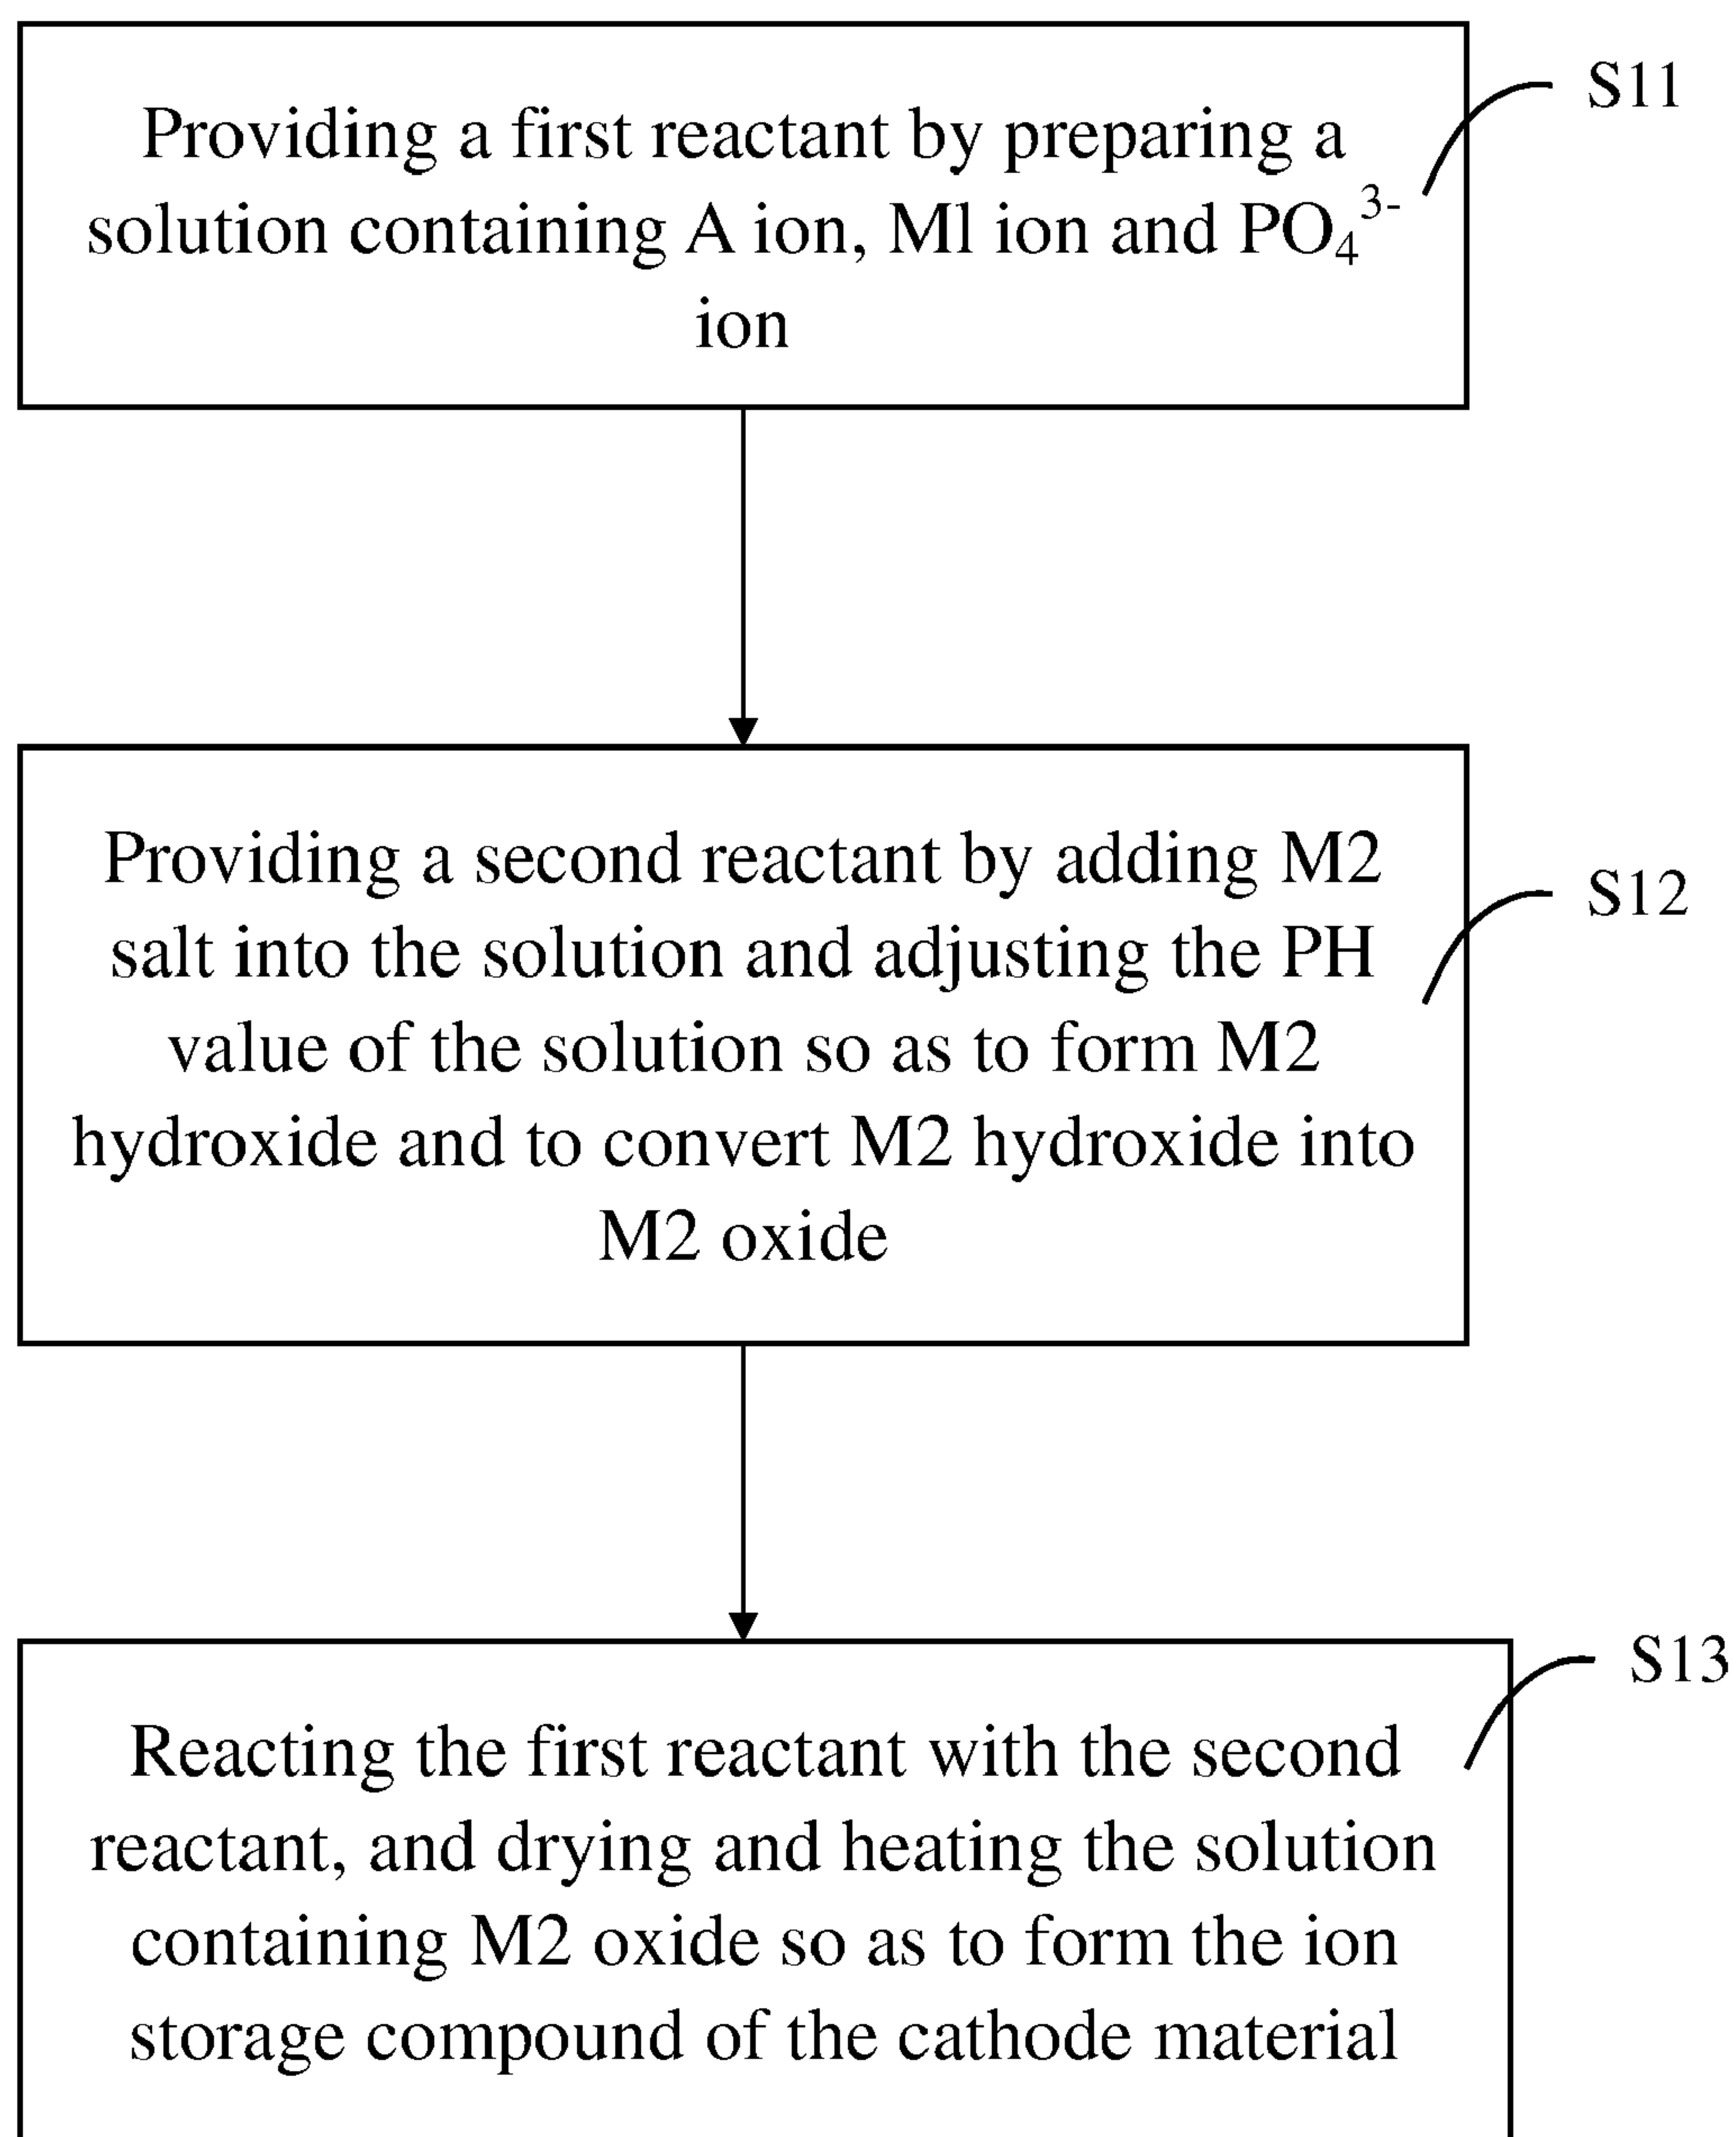 Providing a first reactant by preparing a
solution containing A ion, Ml ion and PO₄³⁻
ion
S11
Providing a second reactant by adding M2
salt into the solution and adjusting the PH
value of the solution so as to form M2
hydroxide and to convert M2 hydroxide into
M2 oxide
S12
Reacting the first reactant with the second
reactant, and drying and heating the solution
containing M2 oxide so as to form the ion
storage compound of the cathode material
S13